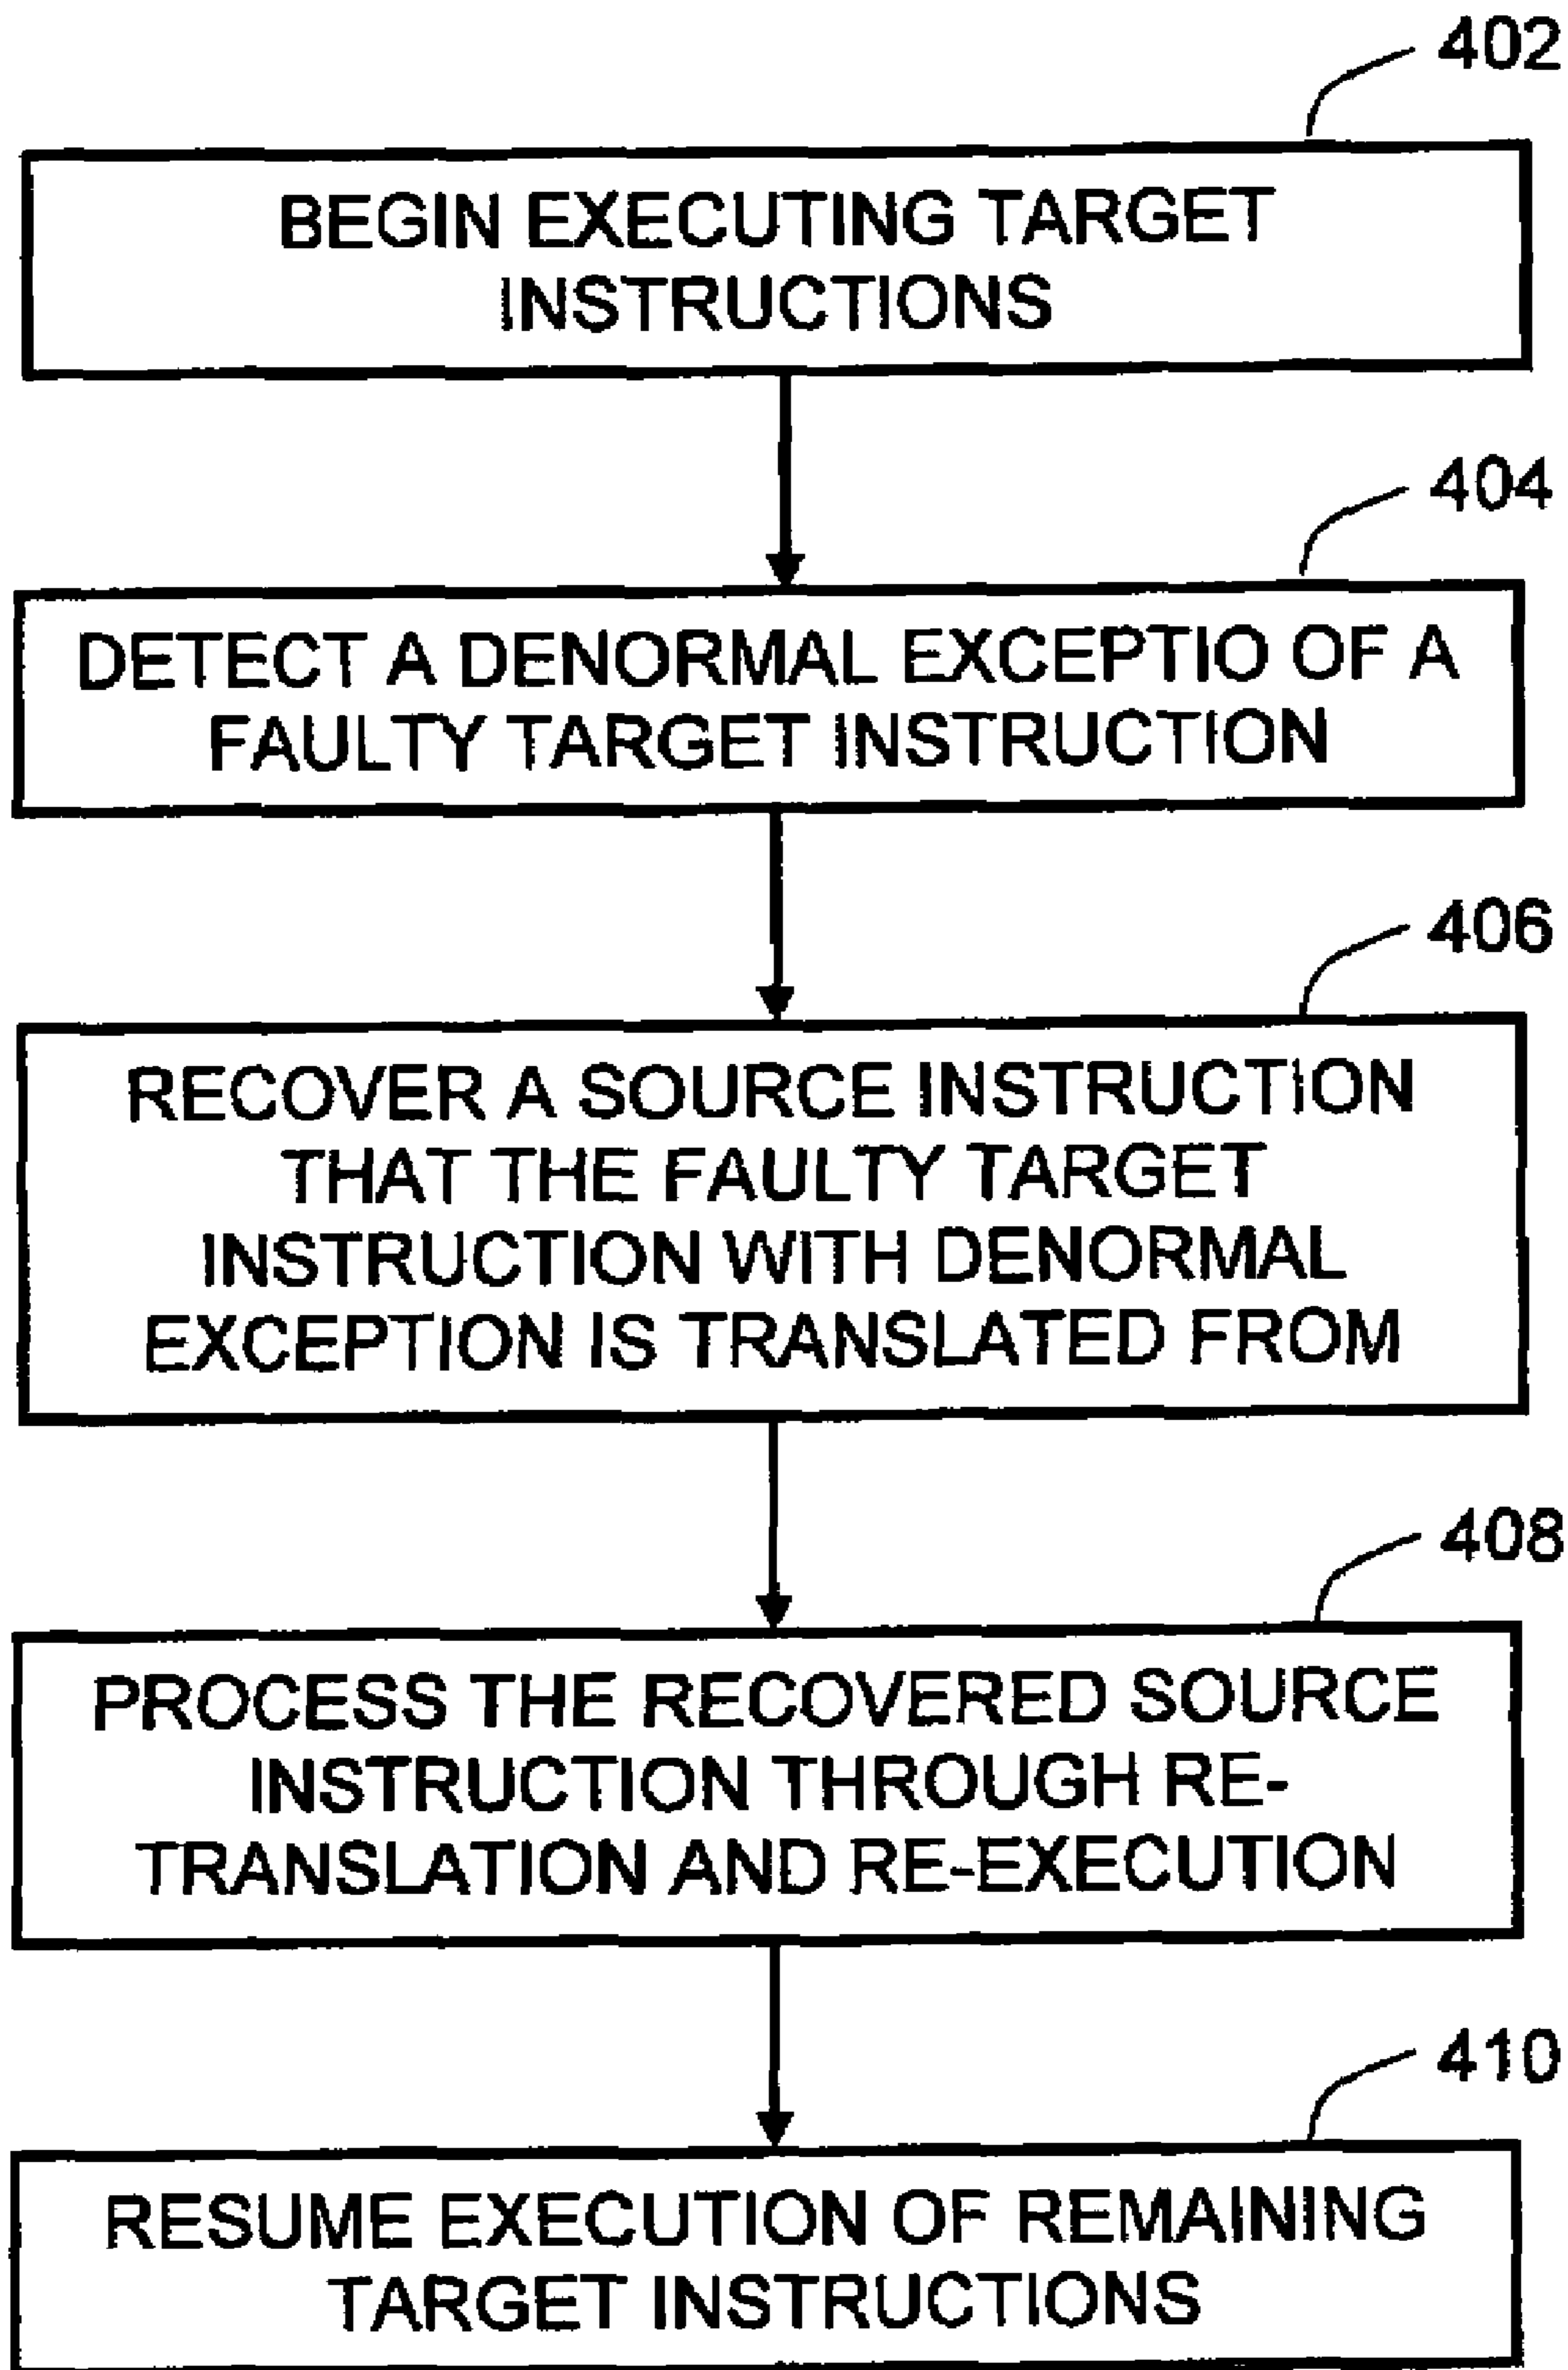 402
BEGIN EXECUTING TARGET
INSTRUCTIONS
404
DETECT A DENORMAL EXCEPTIO OF A
FAULTY TARGET INSTRUCTION
406
RECOVER A SOURCE INSTRUCTION
THAT THE FAULTY TARGET
INSTRUCTION WITH DENORMAL
EXCEPTION IS TRANSLATED FROM
408
PROCESS THE RECOVERED SOURCE
INSTRUCTION THROUGH RE-
TRANSLATION AND RE-EXECUTION
410
RESUME EXECUTION OF REMAINING
TARGET INSTRUCTIONS